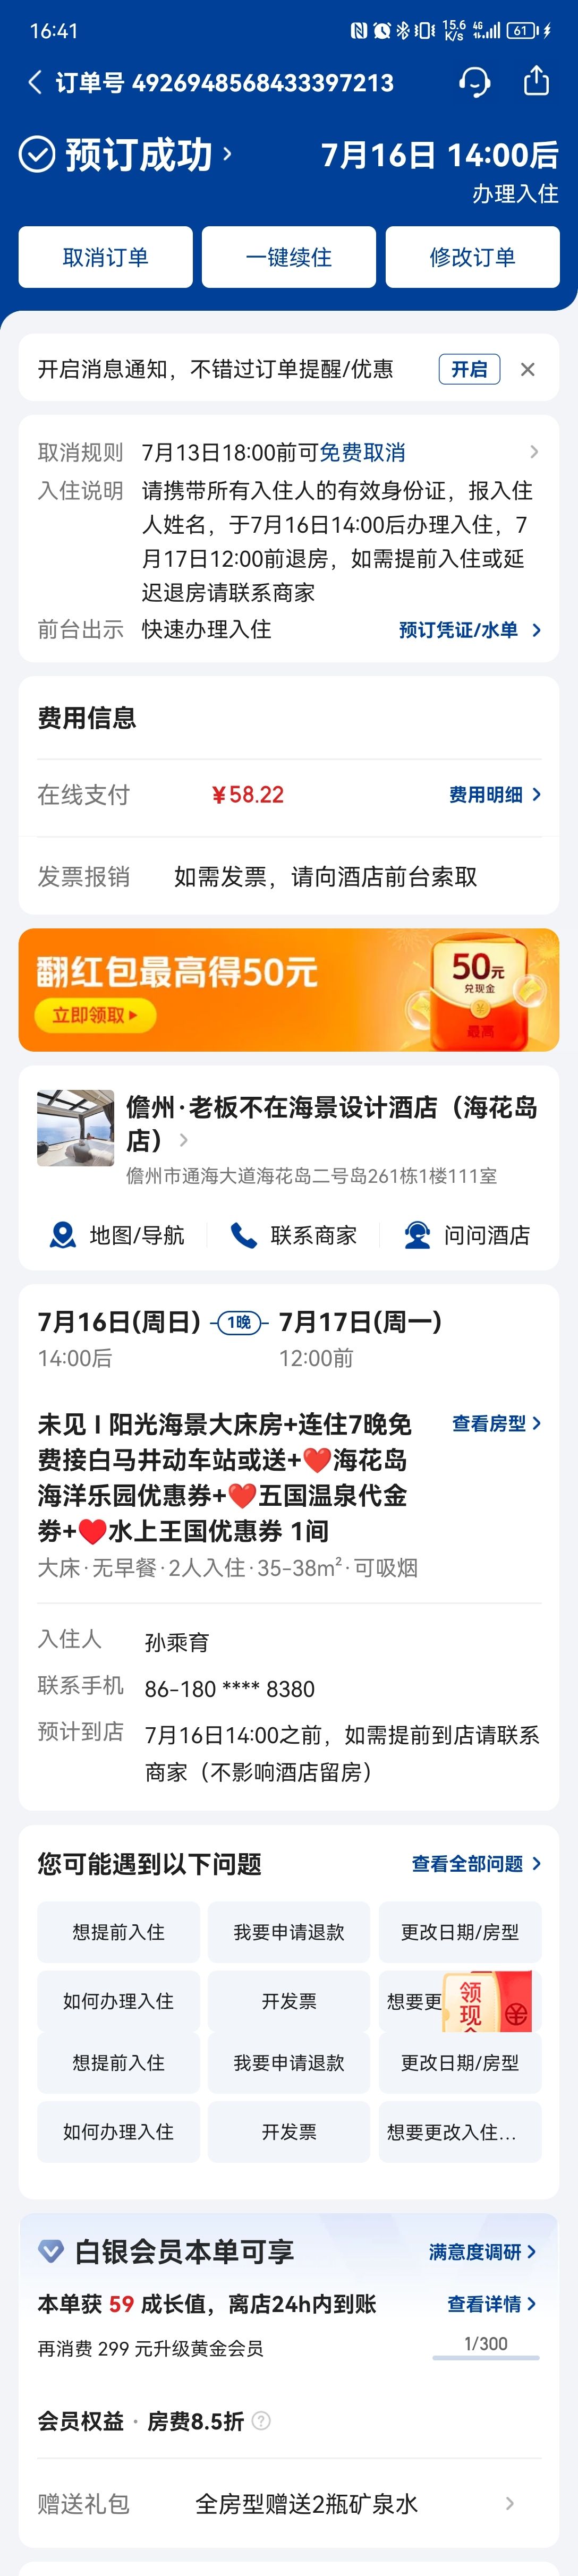 16:41
15.6 K/s 4G 61
订单号 4926948568433397213
预订成功
7月16日 14:00后
办理入住
取消订单
一键续住
修改订单
开启消息通知，不错过订单提醒/优惠
开启
取消规则 7月13日18:00前可免费取消
入住说明 请携带所有入住人的有效身份证，报入住
人姓名，于7月16日14:00后办理入住，7
月17日12:00前退房，如需提前入住或延
迟退房请联系商家
前台出示 快速办理入住 预订凭证/水单
费用信息
在线支付 ¥58.22 费用明细
发票报销 如需发票，请向酒店前台索取
翻红包最高得50元
立即领取
50元
兑现金
最高
儋州·老板不在海景设计酒店（海花岛
店）
儋州市通海大道海花岛二号岛261栋1楼111室
地图/导航
联系商家
问问酒店
7月16日(周日) 1晚 7月17日(周一)
14:00后 12:00前
未见 I 阳光海景大床房+连住7晚免 查看房型
费接白马井动车站或送+❤️海花岛
海洋乐园优惠券+❤️五国温泉代金
券+❤️水上王国优惠券 1间
大床·无早餐·2人入住·35-38m²·可吸烟
入住人 孙乘育
联系手机 86-180 **** 8380
预计到店 7月16日14:00之前，如需提前到店请联系
商家（不影响酒店留房）
您可能遇到以下问题 查看全部问题
想提前入住 我要申请退款 更改日期/房型
如何办理入住 开发票 想要更
领
现
想提前入住 我要申请退款 更改日期/房型
如何办理入住 开发票 想要更改入住...
白银会员本单可享 满意度调研
本单获 59 成长值，离店24h内到账 查看详情
再消费 299 元升级黄金会员 1/300
会员权益 · 房费8.5折
赠送礼包 全房型赠送2瓶矿泉水